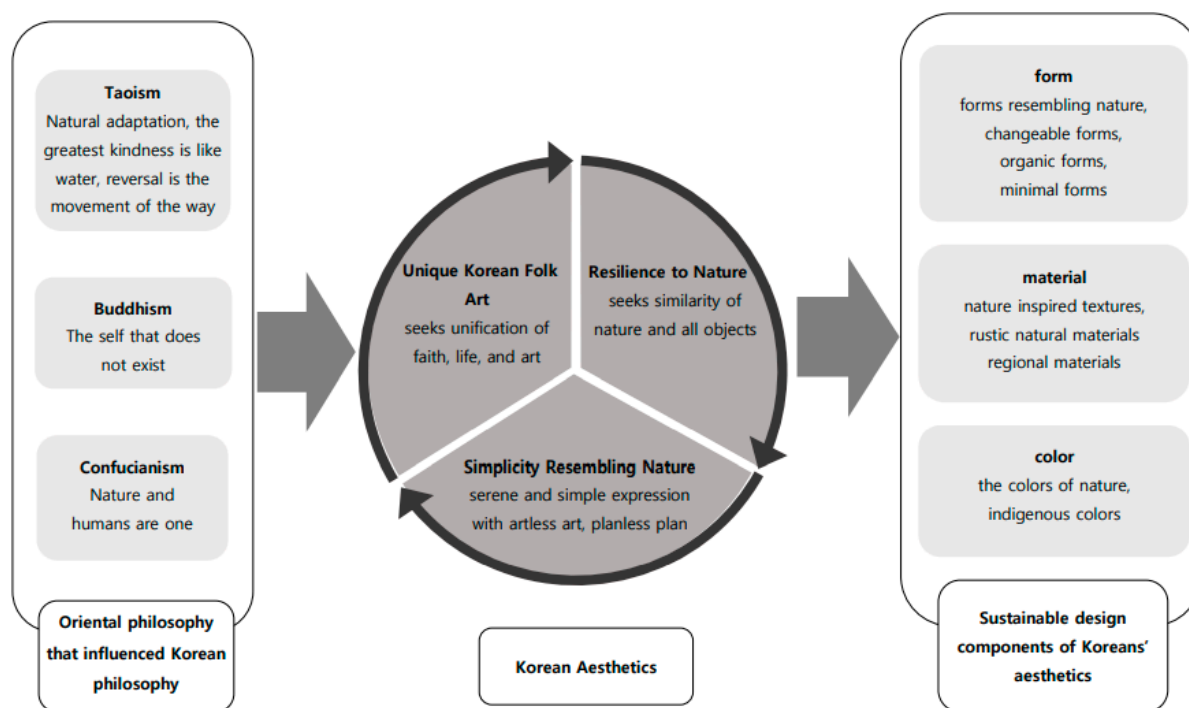 Taoism
Natural adaptation, the
greatest kindness is like
water, reversal is the
movement of the way
Buddhism
The self that does
not exist
Confucianism
Nature and
humans are one
Oriental philosophy
that influenced Korean
philosophy
Unique Korean Folk
Art
seeks unification of
faith, life, and art
Resilience to Nature
seeks similarity of
nature and all objects
Simplicity Resembling Nature
serene and simple expression
with artless art, planless plan
Korean Aesthetics
form
forms resembling nature,
changeable forms,
organic forms,
minimal forms
material
nature inspired textures,
rustic natural materials
regional materials
color
the colors of nature,
indigenous colors
Sustainable design
components of Koreans’
aesthetics